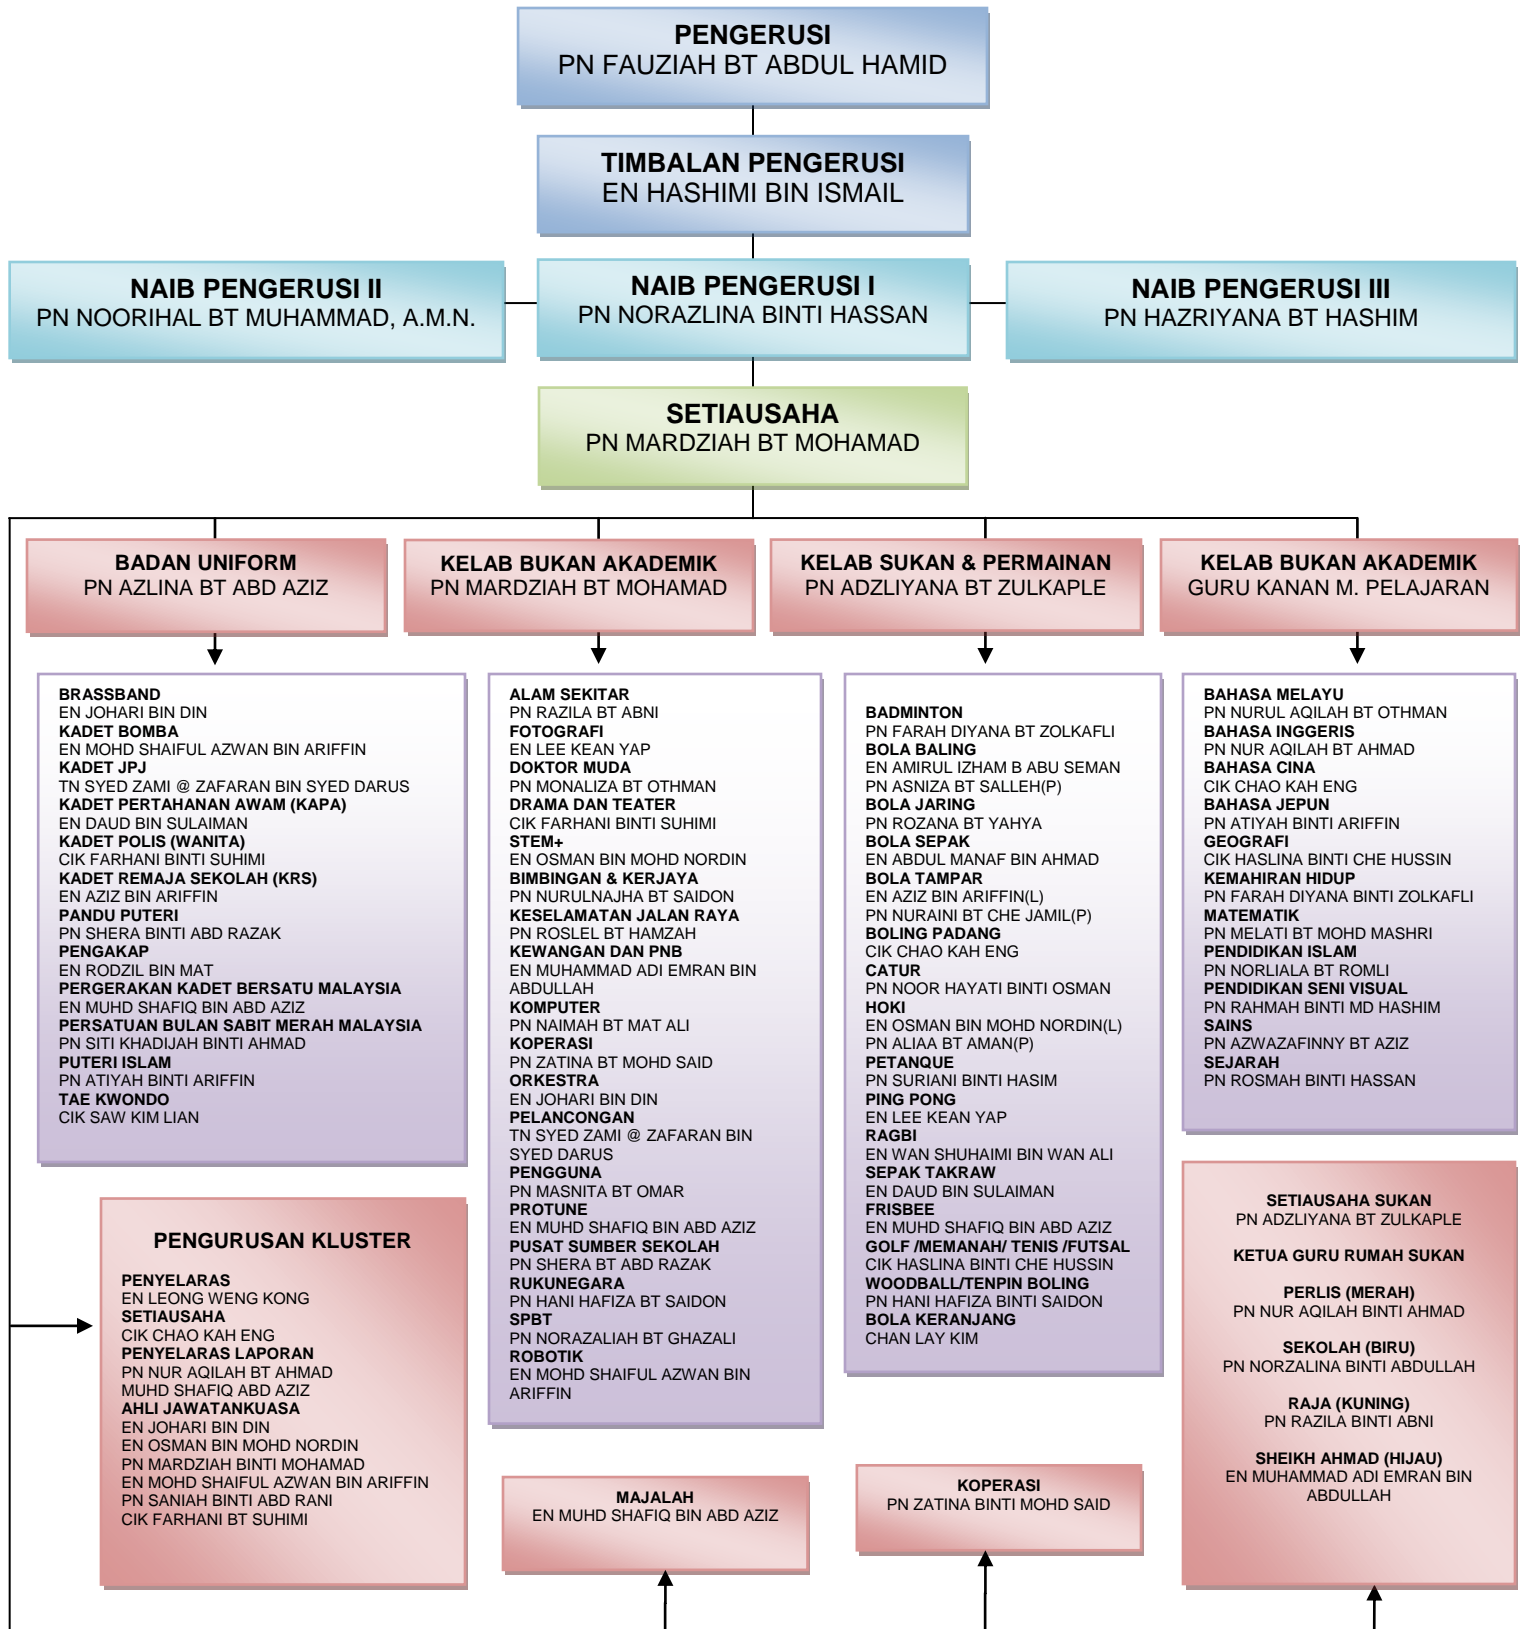 PENGERUSI
PN FAUZIAH BT ABDUL HAMID
TIMBALAN PENGERUSI
EN HASHIMI BIN ISMAIL
NAIB PENGERUSI II
PN NOORIHAL BT MUHAMMAD, A.M.N.
NAIB PENGERUSI I
PN NORAZLINA BINTI HASSAN
NAIB PENGERUSI III
PN HAZRIYANA BT HASHIM
SETIAUSAHA
PN MARDZIAH BT MOHAMAD
BADAN UNIFORM
PN AZLINA BT ABD AZIZ
KELAB BUKAN AKADEMIK
PN MARDZIAH BT MOHAMAD
KELAB SUKAN & PERMAINAN
PN ADZLIYANA BT ZULKAPLE
KELAB BUKAN AKADEMIK
GURU KANAN M. PELAJARAN
BRASSBAND
EN JOHARI BIN DIN
KADET BOMBA
EN MOHD SHAIFUL AZWAN BIN ARIFFIN
KADET JPJ
TN SYED ZAMI @ ZAFARAN BIN SYED DARUS
KADET PERTAHANAN AWAM (KAPA)
EN DAUD BIN SULAIMAN
KADET POLIS (WANITA)
CIK FARHANI BINTI SUHIMI
KADET REMAJA SEKOLAH (KRS)
EN AZIZ BIN ARIFFIN
PANDU PUTERI
PN SHERA BINTI ABD RAZAK
PENGAKAP
EN RODZIL BIN MAT
PERGERAKAN KADET BERSATU MALAYSIA
EN MUHD SHAFIQ BIN ABD AZIZ
PERSATUAN BULAN SABIT MERAH MALAYSIA
PN SITI KHADIJAH BINTI AHMAD
PUTERI ISLAM
PN ATIYAH BINTI ARIFFIN
TAE KWONDO
CIK SAW KIM LIAN
ALAM SEKITAR
PN RAZILA BT ABNI
FOTOGRAFI
EN LEE KEAN YAP
DOKTOR MUDA
PN MONALIZA BT OTHMAN
DRAMA DAN TEATER
CIK FARHANI BINTI SUHIMI
STEM+
EN OSMAN BIN MOHD NORDIN
BIMBINGAN & KERJAYA
PN NURULNAJHA BT SAIDON
KESELAMATAN JALAN RAYA
PN ROSLEL BT HAMZAH
KEWANGAN DAN PNB
EN MUHAMMAD ADI EMRAN BIN
ABDULLAH
KOMPUTER
PN NAIMAH BT MAT ALI
KOPERASI
PN ZATINA BT MOHD SAID
ORKESTRA
EN JOHARI BIN DIN
PELANCONGAN
TN SYED ZAMI @ ZAFARAN BIN
SYED DARUS
PENGGUNA
PN MASNITA BT OMAR
PROTUNE
EN MUHD SHAFIQ BIN ABD AZIZ
PUSAT SUMBER SEKOLAH
PN SHERA BT ABD RAZAK
RUKUNEGARA
PN HANI HAFIZA BT SAIDON
SPBT
PN NORAZALIAH BT GHAZALI
ROBOTIK
EN MOHD SHAIFUL AZWAN BIN
ARIFFIN
BADMINTON
PN FARAH DIYANA BT ZOLKAFLI
BOLA BALING
EN AMIRUL IZHAM B ABU SEMAN
PN ASNIZA BT SALLEH(P)
BOLA JARING
PN ROZANA BT YAHYA
BOLA SEPAK
EN ABDUL MANAF BIN AHMAD
BOLA TAMPAR
EN AZIZ BIN ARIFFIN(L)
PN NURAINI BT CHE JAMIL(P)
BOLING PADANG
CIK CHAO KAH ENG
CATUR
PN NOOR HAYATI BINTI OSMAN
HOKI
EN OSMAN BIN MOHD NORDIN(L)
PN ALIAA BT AMAN(P)
PETANQUE
PN SURIANI BINTI HASIM
PING PONG
EN LEE KEAN YAP
RAGBI
EN WAN SHUHAIMI BIN WAN ALI
SEPAK TAKRAW
EN DAUD BIN SULAIMAN
FRISBEE
EN MUHD SHAFIQ BIN ABD AZIZ
GOLF /MEMANAH/ TENIS /FUTSAL
CIK HASLINA BINTI CHE HUSSIN
WOODBALL/TENPIN BOLING
PN HANI HAFIZA BINTI SAIDON
BOLA KERANJANG
CHAN LAY KIM
BAHASA MELAYU
PN NURUL AQILAH BT OTHMAN
BAHASA INGGERIS
PN NUR AQILAH BT AHMAD
BAHASA CINA
CIK CHAO KAH ENG
BAHASA JEPUN
PN ATIYAH BINTI ARIFFIN
GEOGRAFI
CIK HASLINA BINTI CHE HUSSIN
KEMAHIRAN HIDUP
PN FARAH DIYANA BINTI ZOLKAFLI
MATEMATIK
PN MELATI BT MOHD MASHRI
PENDIDIKAN ISLAM
PN NORLIALA BT ROMLI
PENDIDIKAN SENI VISUAL
PN RAHMAH BINTI MD HASHIM
SAINS
PN AZWAZAFINNY BT AZIZ
SEJARAH
PN ROSMAH BINTI HASSAN
PENGURUSAN KLUSTER
PENYELARAS
EN LEONG WENG KONG
SETIAUSAHA
CIK CHAO KAH ENG
PENYELARAS LAPORAN
PN NUR AQILAH BT AHMAD
MUHD SHAFIQ ABD AZIZ
AHLI JAWATANKUASA
EN JOHARI BIN DIN
EN OSMAN BIN MOHD NORDIN
PN MARDZIAH BINTI MOHAMAD
EN MOHD SHAIFUL AZWAN BIN ARIFFIN
PN SANIAH BINTI ABD RANI
CIK FARHANI BT SUHIMI
MAJALAH
EN MUHD SHAFIQ BIN ABD AZIZ
KOPERASI
PN ZATINA BINTI MOHD SAID
SETIAUSAHA SUKAN
PN ADZLIYANA BT ZULKAPLE
KETUA GURU RUMAH SUKAN
PERLIS (MERAH)
PN NUR AQILAH BINTI AHMAD
SEKOLAH (BIRU)
PN NORZALINA BINTI ABDULLAH
RAJA (KUNING)
PN RAZILA BINTI ABNI
SHEIKH AHMAD (HIJAU)
EN MUHAMMAD ADI EMRAN BIN
ABDULLAH